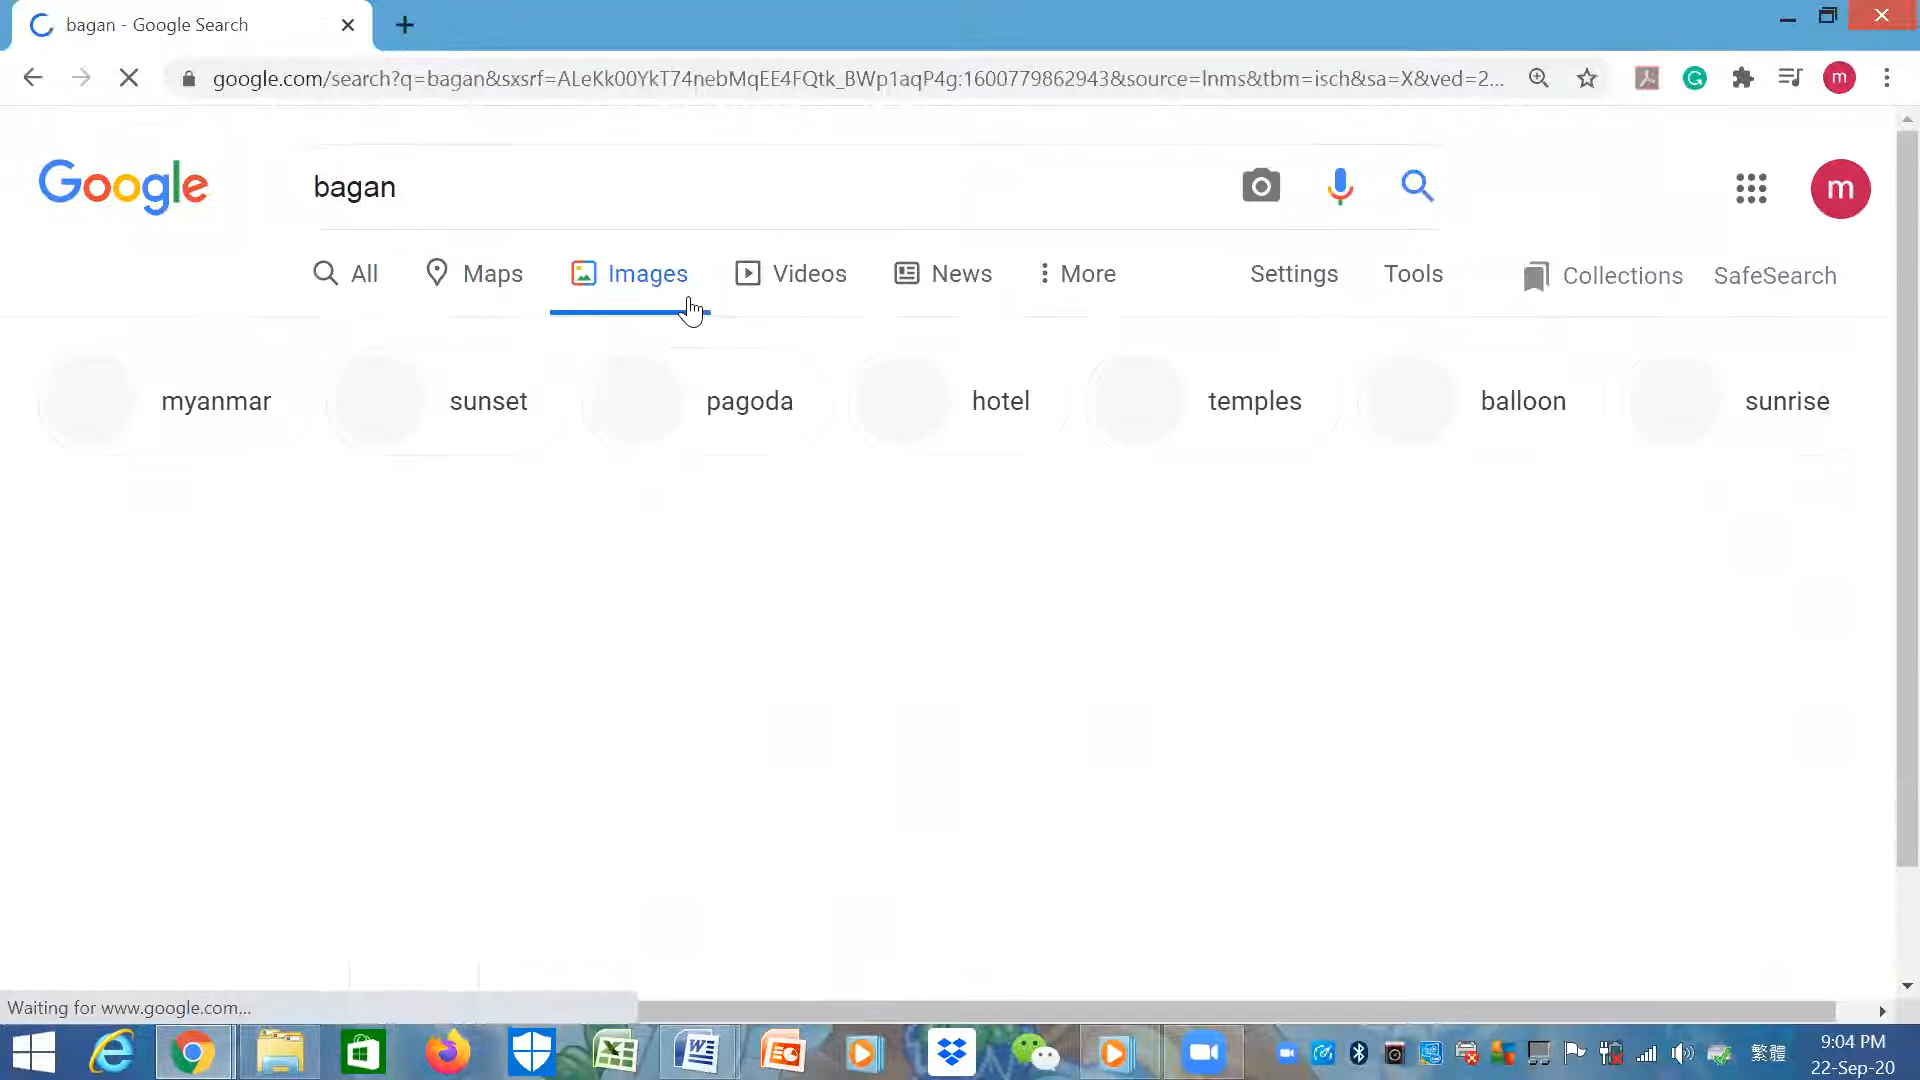 bagan - Google Search
google.com/search?q=bagan&sxsrf=ALeKk00YkT74nebMqEE4FQtk_BWp1aqP4g:1600779862943&source=lnms&tbm=isch&sa=X&ved=2...
m
Google
bagan
m
All
Maps
Images
Videos
News
More
Settings
Tools
Collections
SafeSearch
myanmar
sunset
pagoda
hotel
temples
balloon
sunrise
Waiting for www.google.com...
繁體
9:04 PM
22-Sep-20